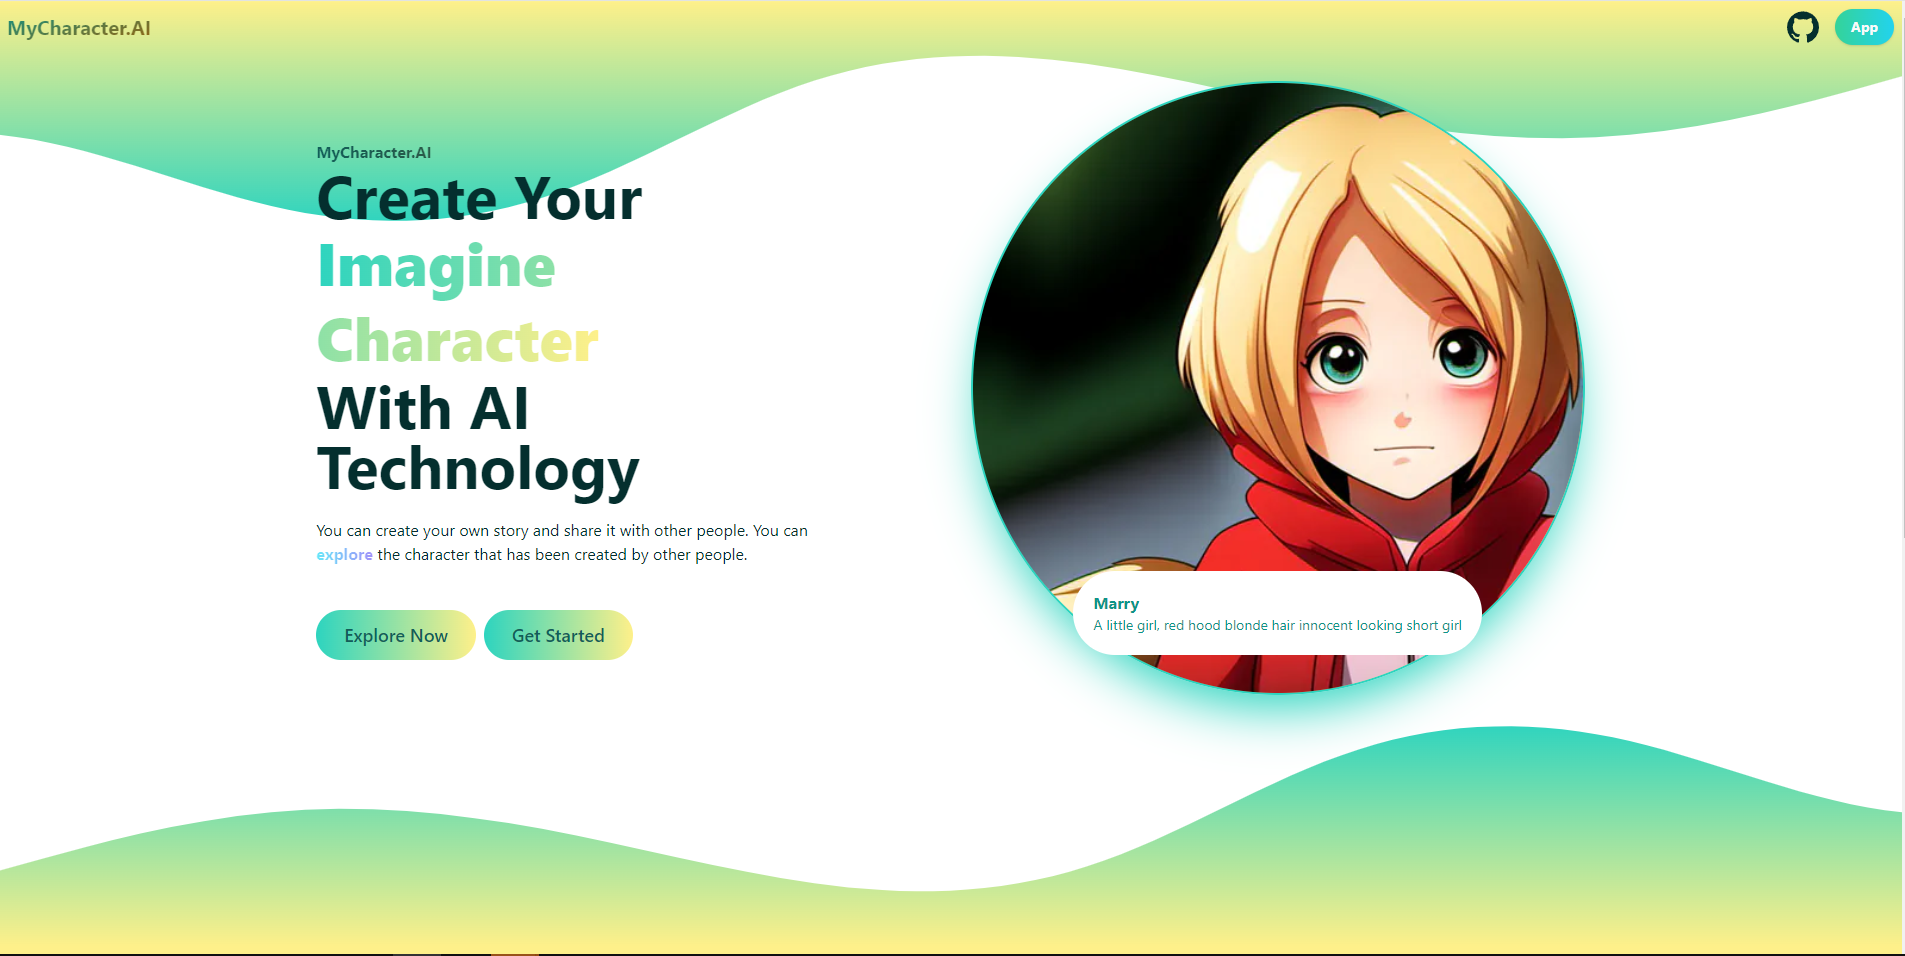 MyCharacter.AI
App
MyCharacter.AI
Create Your
Imagine
Character
With AI
Technology
You can create your own story and share it with other people. You can
explore the character that has been created by other people.
Explore Now
Get Started
Marry
A little girl, red hood blonde hair innocent looking short girl